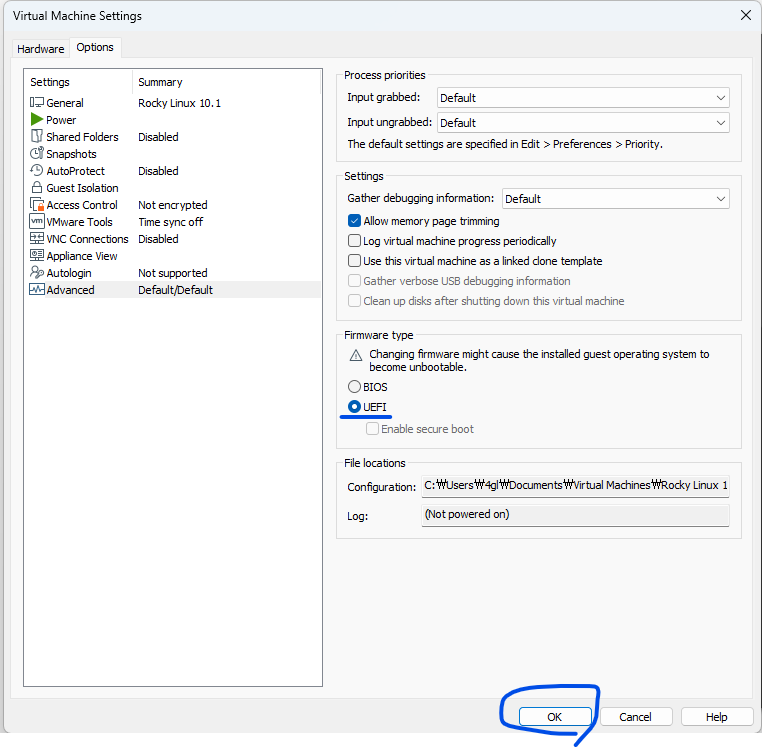 Virtual Machine Settings
Hardware Options
Settings Summary
General Rocky Linux 10.1
Power
Shared Folders Disabled
Snapshots
AutoProtect Disabled
Guest Isolation
Access Control Not encrypted
vm VMware Tools Time sync off
VNC Connections Disabled
Appliance View
Autologin Not supported
Advanced Default/Default
Process priorities
Input grabbed: Default
Input ungrabbed: Default
The default settings are specified in Edit > Preferences > Priority.
Settings
Gather debugging information: Default
Allow memory page trimming
Log virtual machine progress periodically
Use this virtual machine as a linked clone template
Gather verbose USB debugging information
Clean up disks after shutting down this virtual machine
Firmware type
Changing firmware might cause the installed guest operating system to
become unbootable.
BIOS
UEFI
Enable secure boot
File locations
Configuration: C:₩Users₩4gl₩Documents₩Virtual Machines₩Rocky Linux 1
Log: (Not powered on)
OK Cancel Help